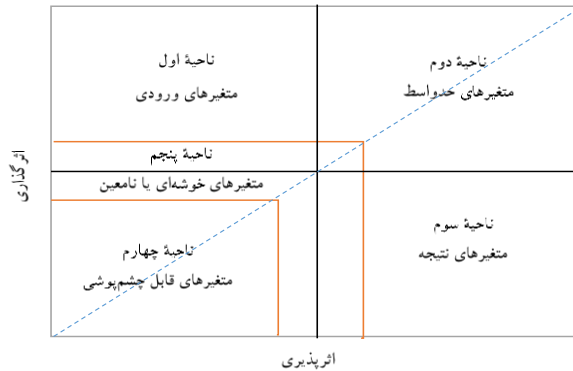 ناحیهٔ دوم
متغیرهای حدواسط
ناحیهٔ اول
متغیرهای ورودی
ناحیهٔ پنجم
متغیرهای خوشه‌ای یا نامعین
ناحیهٔ سوم
متغیرهای نتیجه
ناحیهٔ چهارم
متغیرهای قابل چشم‌پوشی
اثرگذاری
اثرپذیری